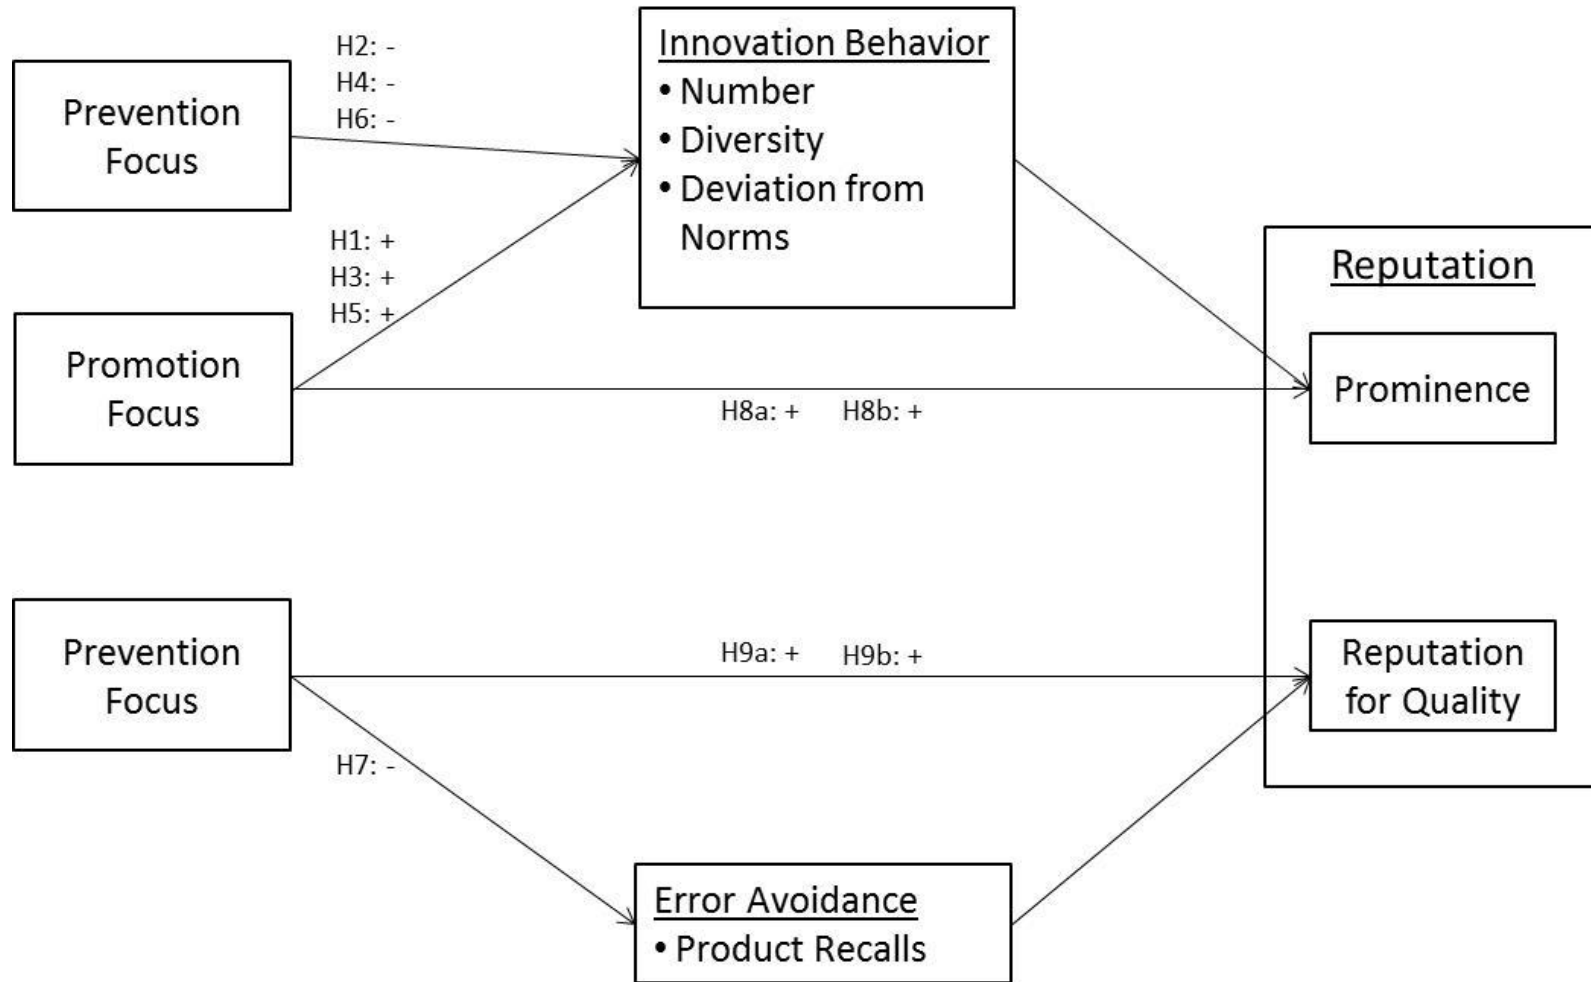 H2: -
H4: -
H6: -
Prevention
Focus
Innovation Behavior
• Number
• Diversity
• Deviation from
Norms
H1: +
H3: +
H5: +
Promotion
Focus
H8a: +
H8b: +
Reputation
Prominence
Prevention
Focus
H9a: +
H9b: +
Reputation
for Quality
H7: -
Error Avoidance
• Product Recalls